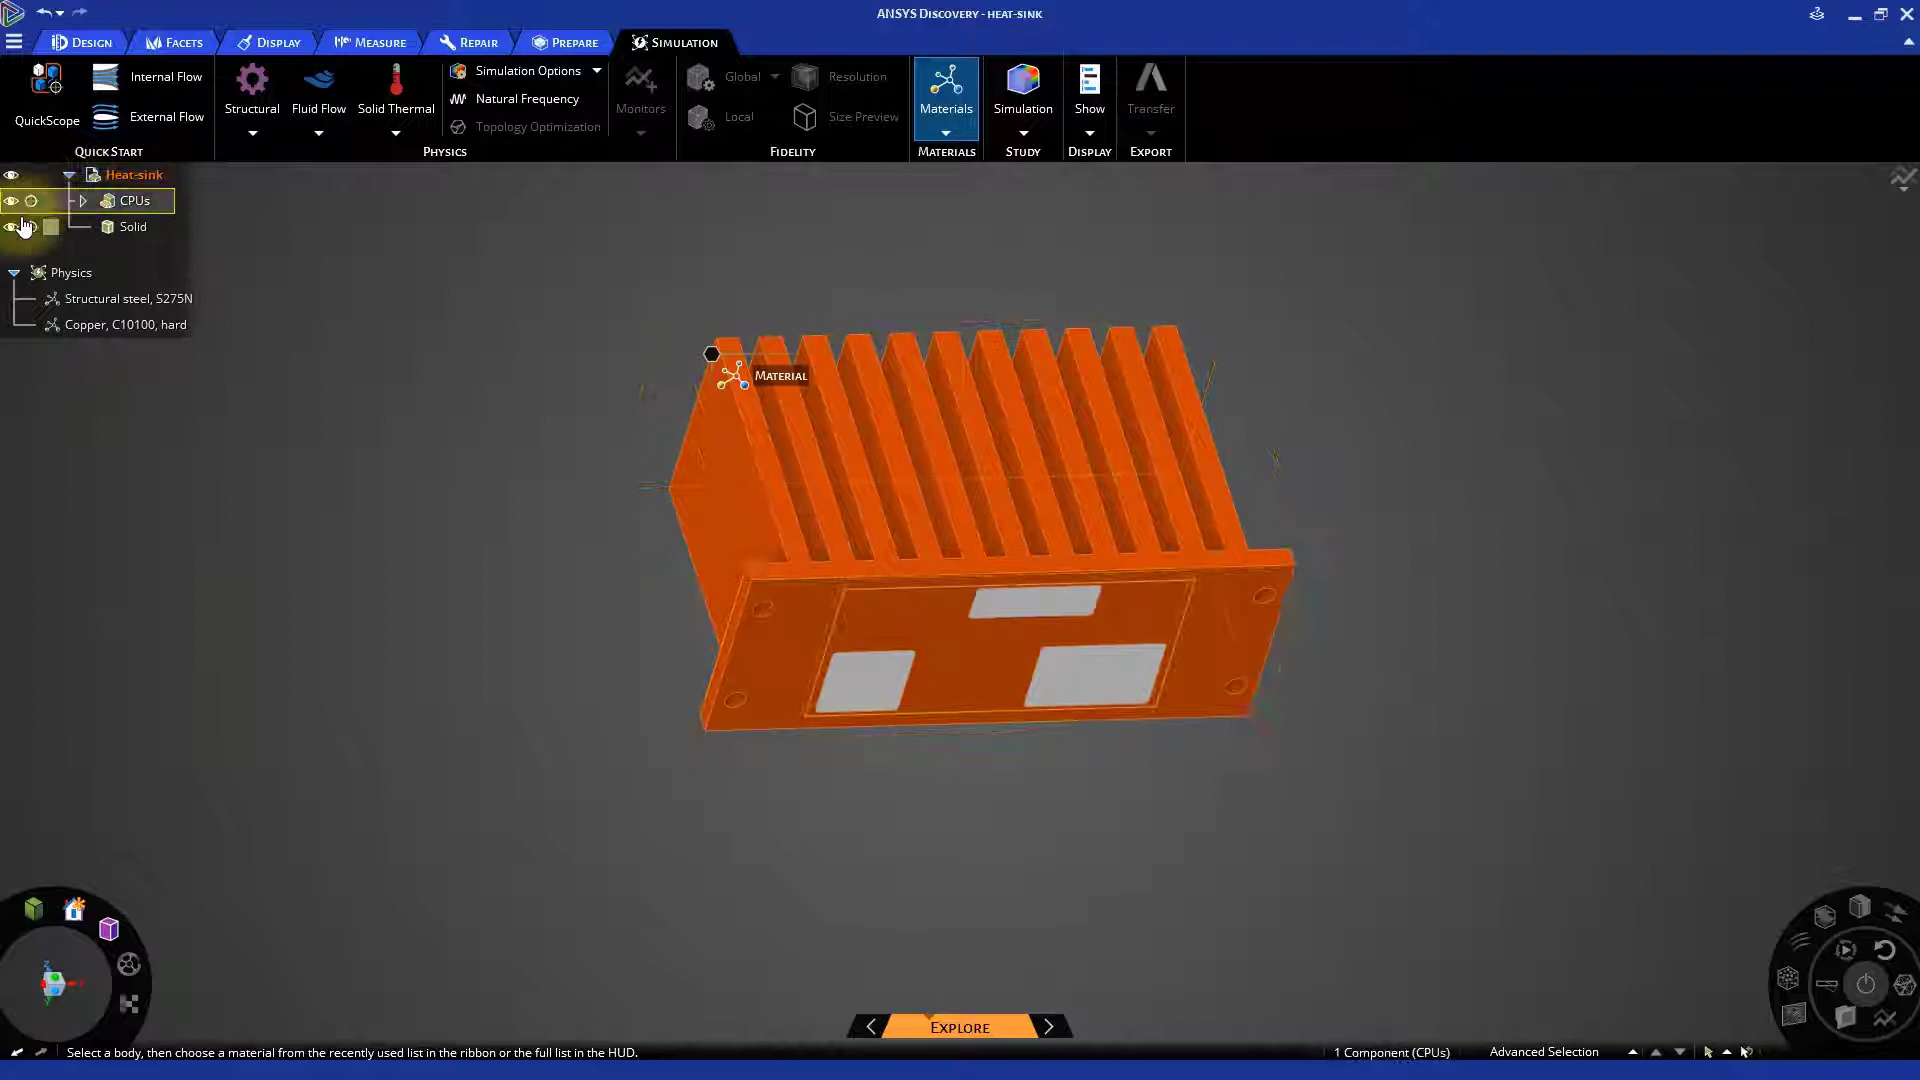 ANSYS DISCOVERY - HEAT-SINK
DESIGN
FACETS
DISPLAY
MEASURE
REPAIR
PREPARE
SIMULATION
QuickScope
Internal Flow
External Flow
QUICK START
Structural
Fluid Flow
Solid Thermal
Simulation Options
Natural Frequency
Topology Optimization
PHYSICS
Monitors
Global
Local
Resolution
Size Preview
FIDELITY
Materials
MATERIALS
Simulation
STUDY
Show
DISPLAY
Transfer
EXPORT
Heat-sink
CPUs
Solid
Physics
Structural steel, S275N
Copper, C10100, hard
MATERIAL
EXPLORE
Select a body, then choose a material from the recently used list in the ribbon or the full list in the HUD.
1 Component (CPUs)
Advanced Selection